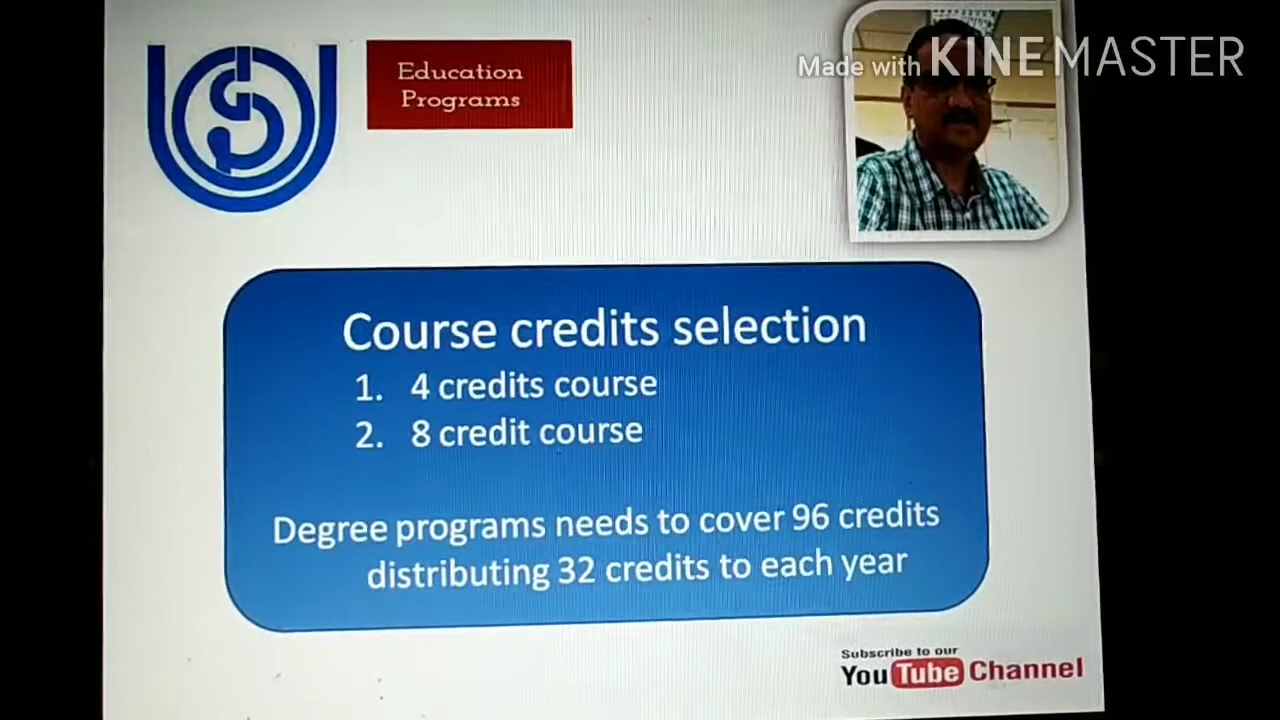 Education
Programs
Made with KINEMASTER
Course credits selection
1. 4 credits course
2. 8 credit course
Degree programs needs to cover 96 credits
distributing 32 credits to each year
Subscribe to our
YouTube Channel